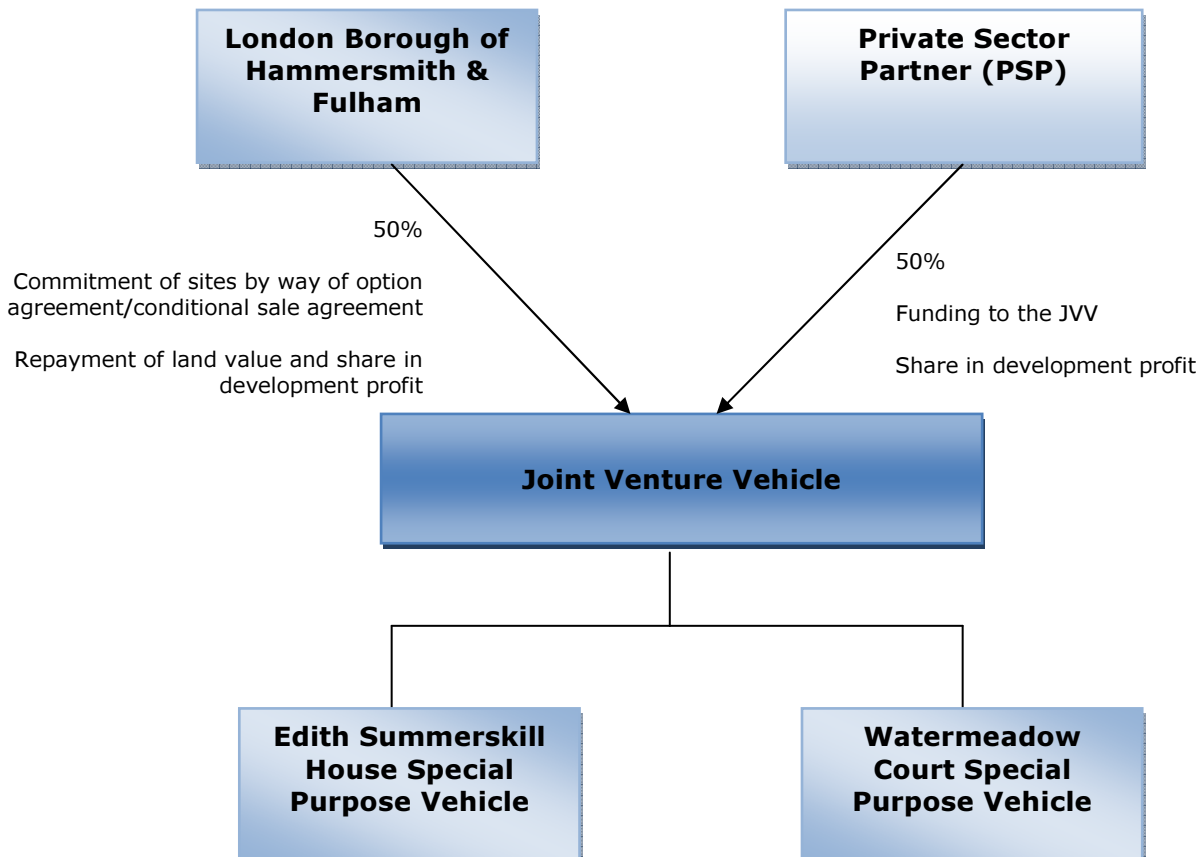 London Borough of
Hammersmith &
Fulham
Private Sector
Partner (PSP)
50%
Commitment of sites by way of option
agreement/conditional sale agreement
Repayment of land value and share in
development profit
50%
Funding to the JVV
Share in development profit
Joint Venture Vehicle
Edith Summerskill
House Special
Purpose Vehicle
Watermeadow
Court Special
Purpose Vehicle